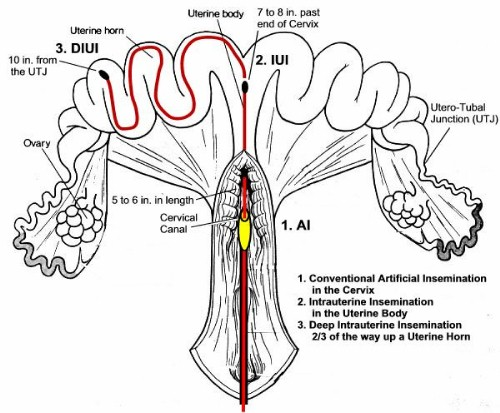 Uterine body
7 to 8 in. past
end of Cervix
Uterine horn
3. DIUI
2. IUI
10 in. from
the UTJ
Utero-Tubal
Junction (UTJ)
Ovary
5 to 6 in. in length
Cervical
Canal
1. AI
1. Conventional Artificial Insemination
in the Cervix
2. Intrauterine Insemination
in the Uterine Body
3. Deep Intrauterine Insemination
2/3 of the way up a Uterine Horn